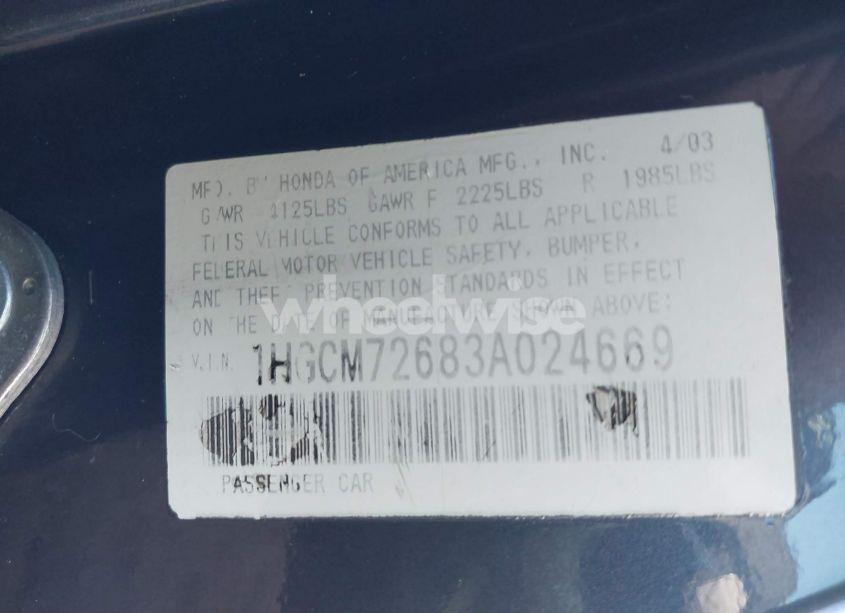 MFD. BY HONDA OF AMERICA MFG., INC. 4/03
GVWR 4125LBS GAWR F 2225LBS R 1985LBS
THIS VEHICLE CONFORMS TO ALL APPLICABLE
FEDERAL MOTOR VEHICLE SAFETY, BUMPER,
AND THEFT PREVENTION STANDARDS IN EFFECT
ON THE DATE OF MANUFACTURE SHOWN ABOVE:
wheelwise
V.I.N. 1HGCM72683A024669
PASSENGER CAR